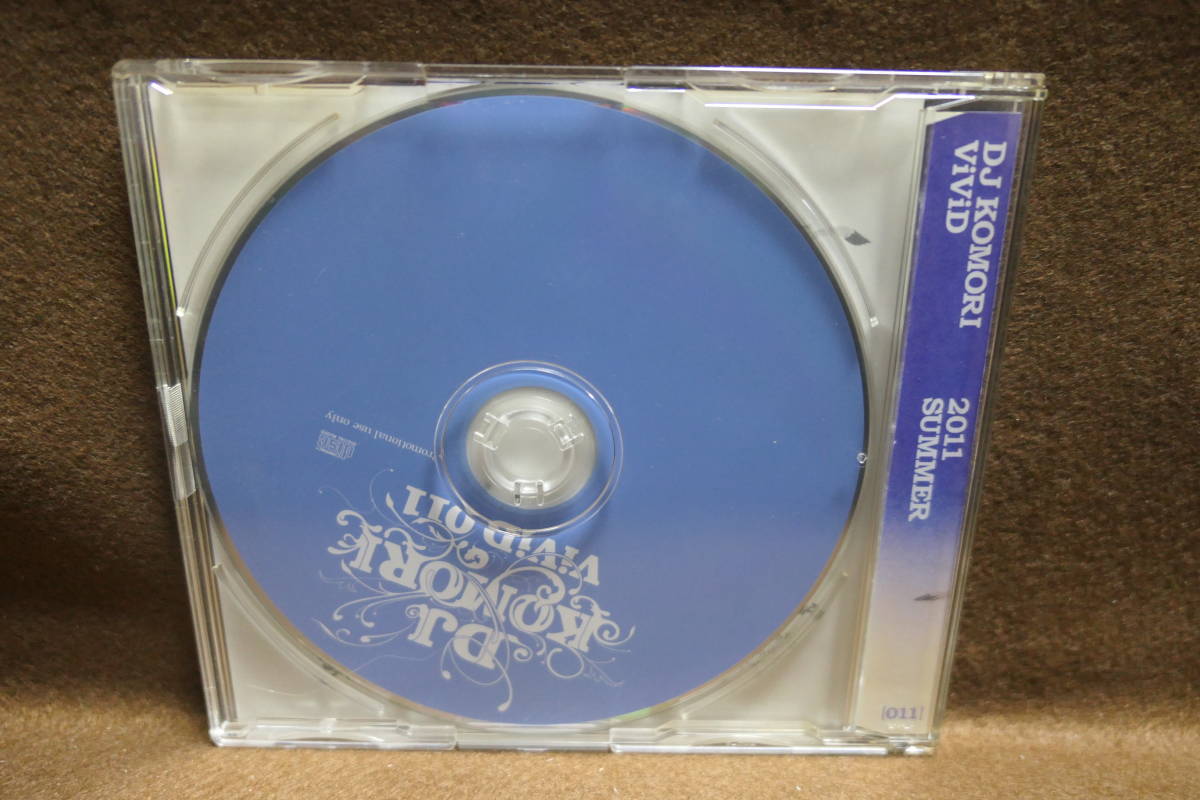 DJ KOMORI
ViViD
2011
SUMMER
[011]
DJ
KOMORI
ViViD 011
promotional use only